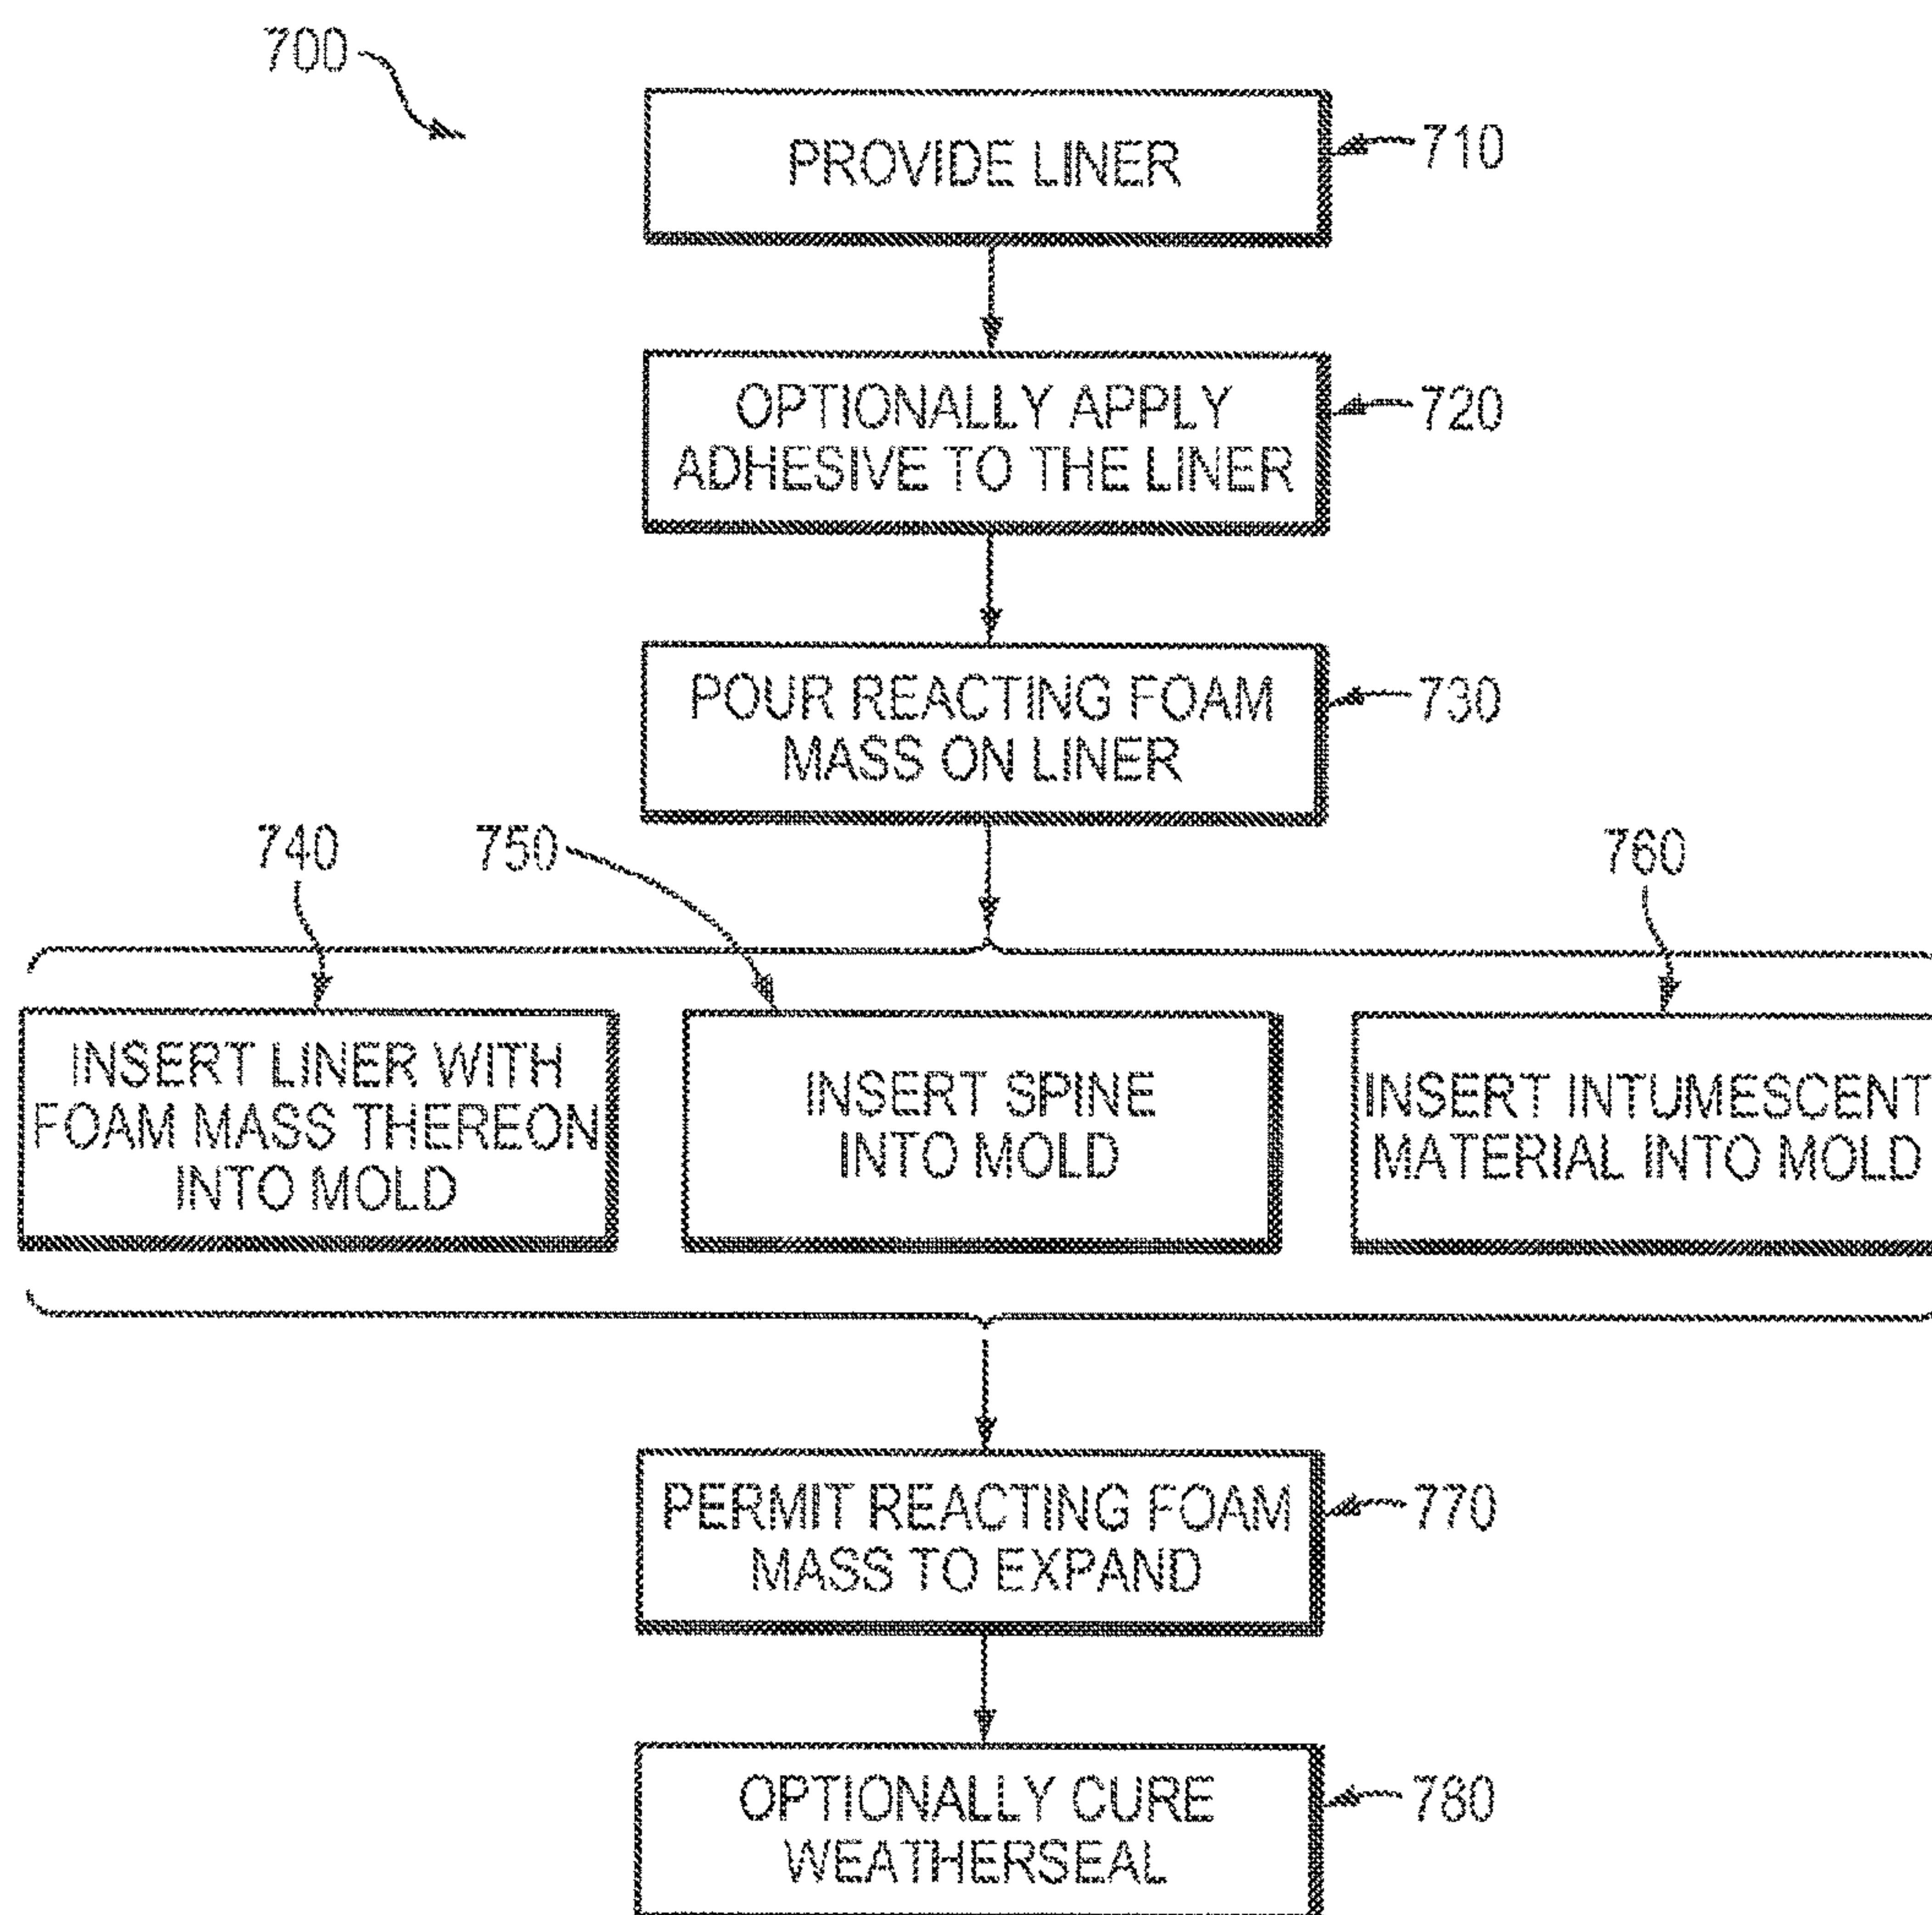 700
PROVIDE LINER
710
OPTIONALLY APPLY
ADHESIVE TO THE LINER
720
POUR REACTING FOAM
MASS ON LINER
730
740
750
760
INSERT LINER WITH
FOAM MASS THEREON
INTO MOLD
INSERT SPINE
INTO MOLD
INSERT INTUMESCENT
MATERIAL INTO MOLD
PERMIT REACTING FOAM
MASS TO EXPAND
770
OPTIONALLY CURE
WEATHERSEAL
780